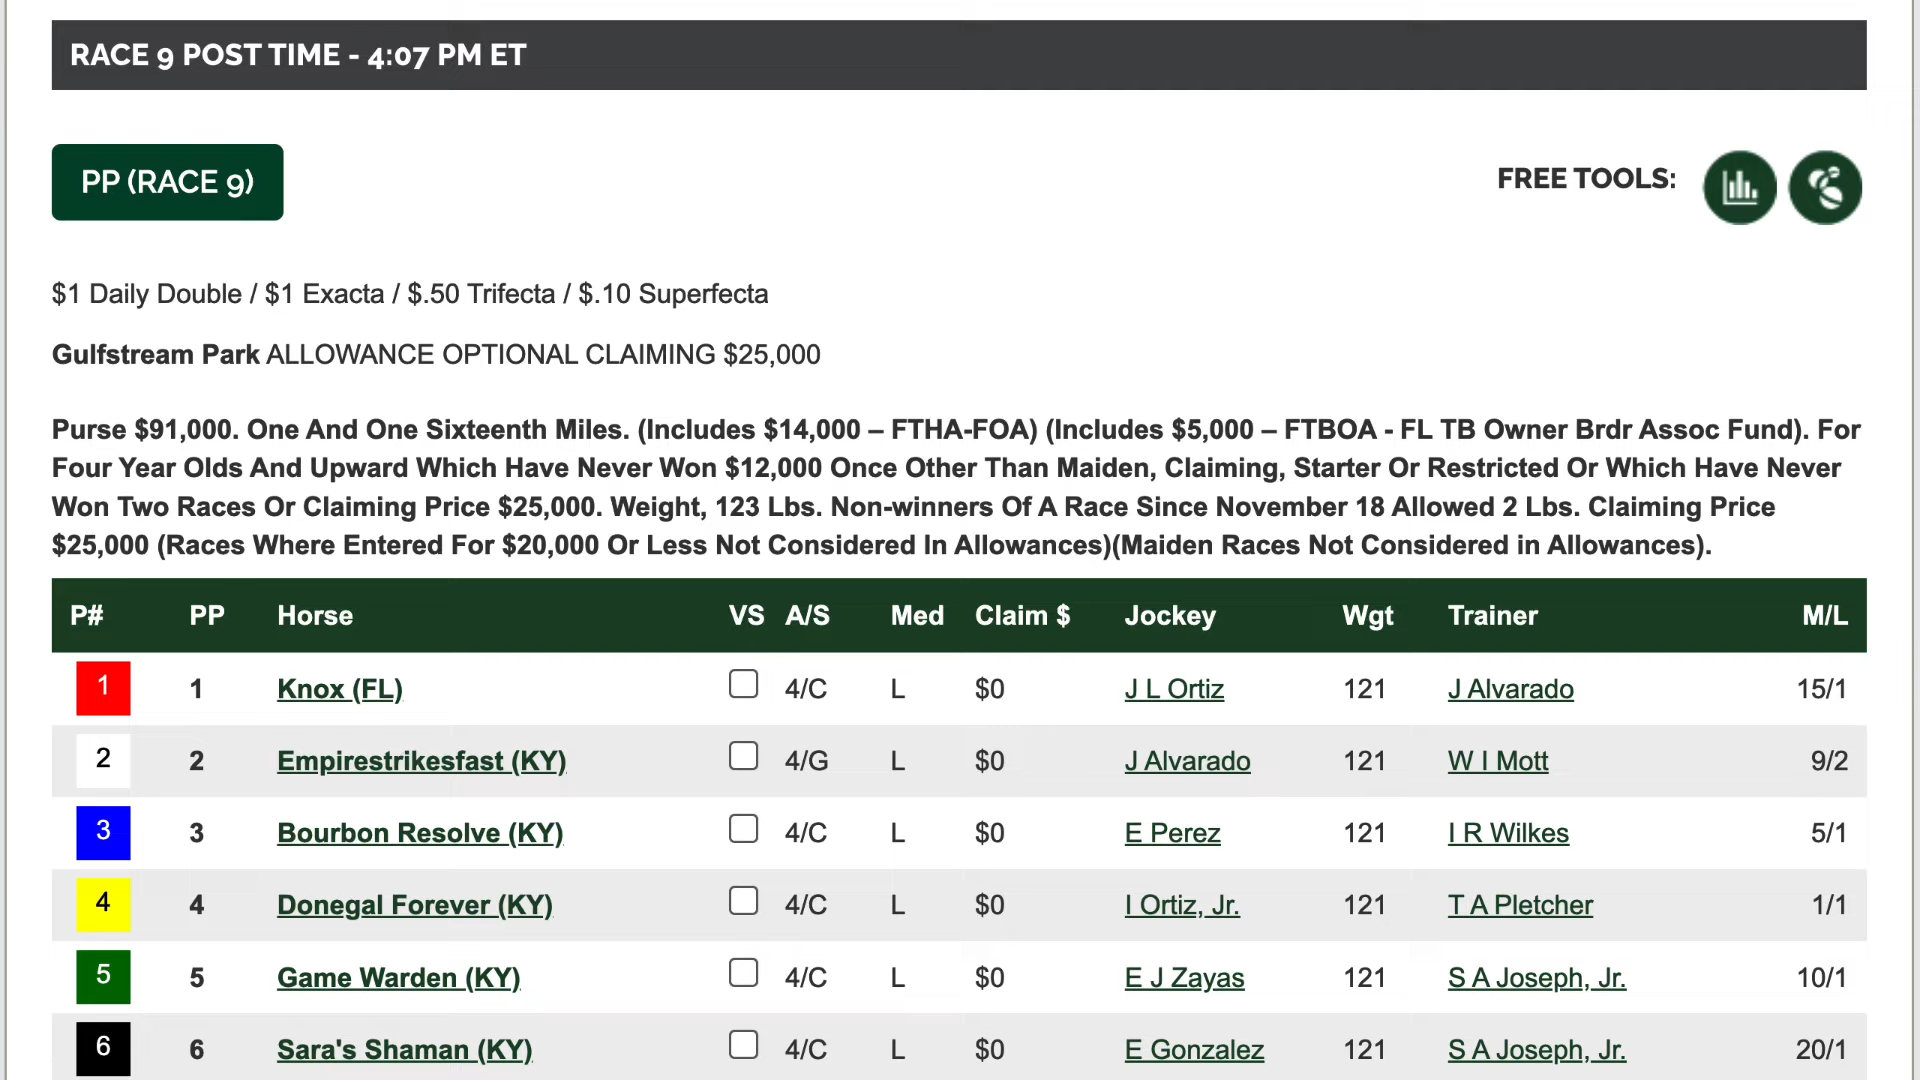 RACE 9 POST TIME - 4:07 PM ET
PP (RACE 9)
FREE TOOLS:
$1 Daily Double / $1 Exacta / $.50 Trifecta / $.10 Superfecta
Gulfstream Park ALLOWANCE OPTIONAL CLAIMING $25,000
Purse $91,000. One And One Sixteenth Miles. (Includes $14,000 – FTHA-FOA) (Includes $5,000 – FTBOA - FL TB Owner Brdr Assoc Fund). For
Four Year Olds And Upward Which Have Never Won $12,000 Once Other Than Maiden, Claiming, Starter Or Restricted Or Which Have Never
Won Two Races Or Claiming Price $25,000. Weight, 123 Lbs. Non-winners Of A Race Since November 18 Allowed 2 Lbs. Claiming Price
$25,000 (Races Where Entered For $20,000 Or Less Not Considered In Allowances)(Maiden Races Not Considered in Allowances).
P# PP Horse VS A/S Med Claim $ Jockey Wgt Trainer M/L
1 1 Knox (FL) 4/C L $0 J L Ortiz 121 J Alvarado 15/1
2 2 Empirestrikesfast (KY) 4/G L $0 J Alvarado 121 W I Mott 9/2
3 3 Bourbon Resolve (KY) 4/C L $0 E Perez 121 I R Wilkes 5/1
4 4 Donegal Forever (KY) 4/C L $0 I Ortiz, Jr. 121 T A Pletcher 1/1
5 5 Game Warden (KY) 4/C L $0 E J Zayas 121 S A Joseph, Jr. 10/1
6 6 Sara's Shaman (KY) 4/C L $0 E Gonzalez 121 S A Joseph, Jr. 20/1